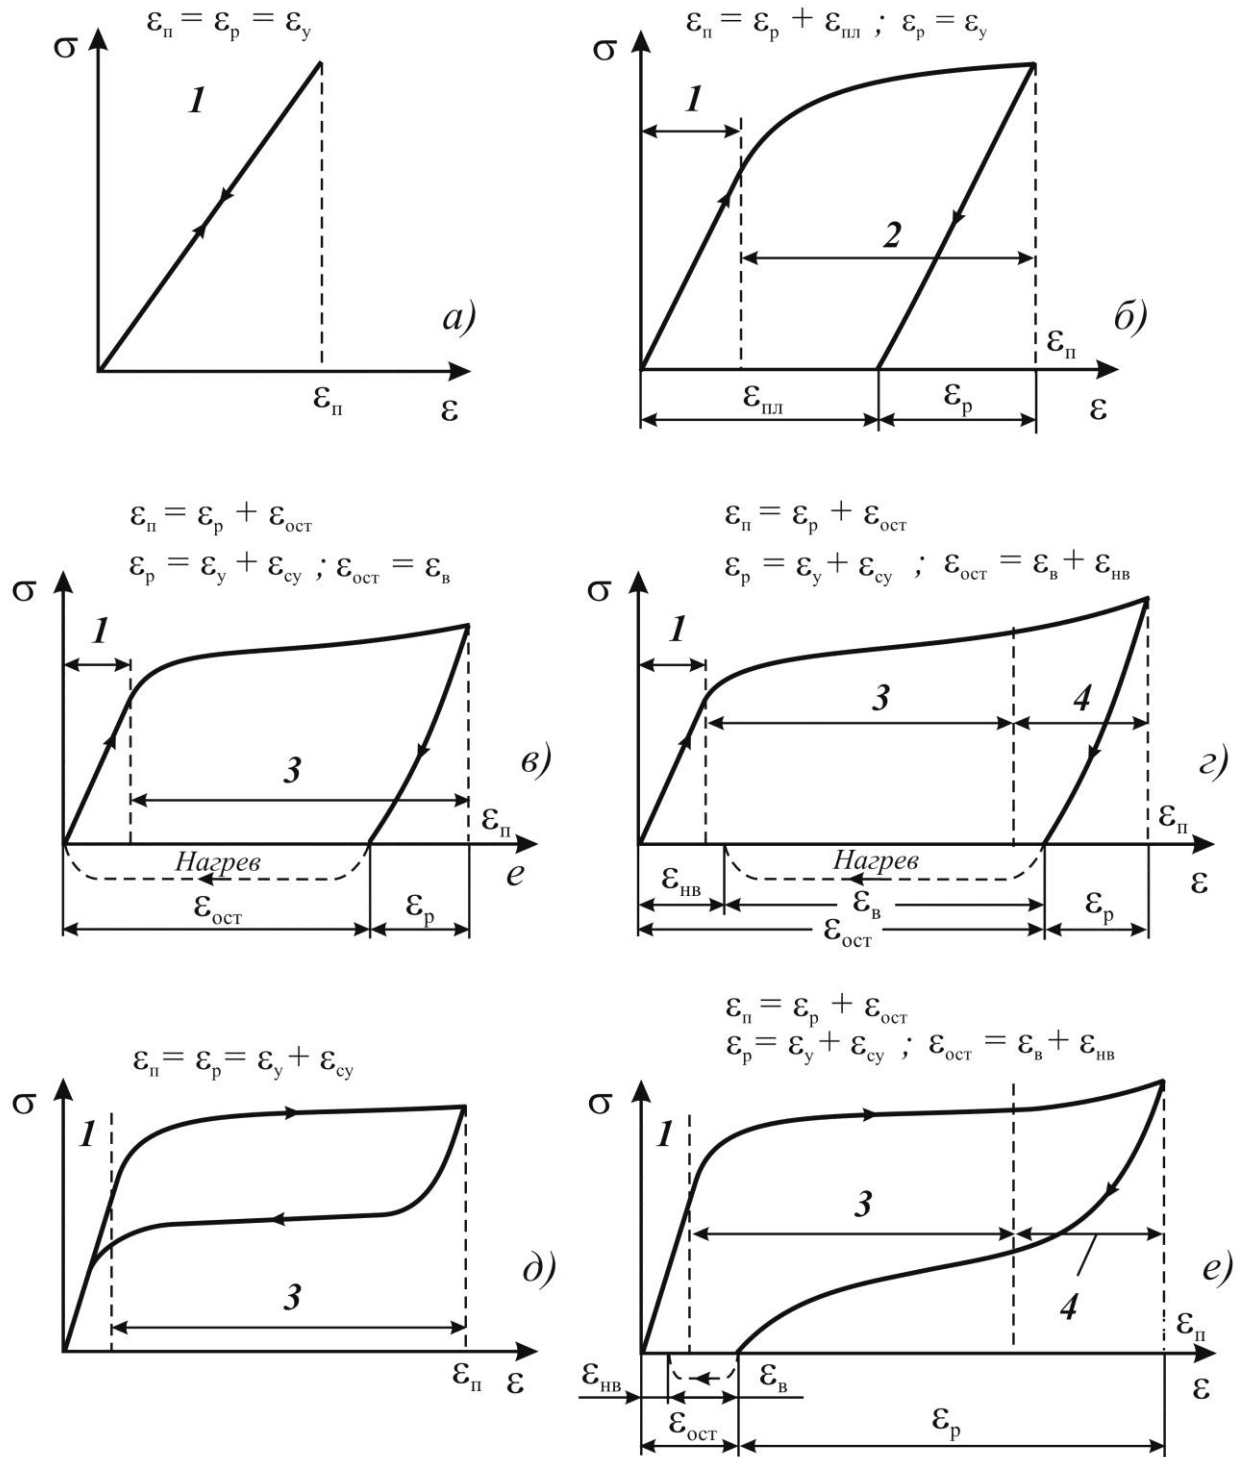 εп = εр = εу
σ
1
а)
εп
ε
εп = εр + εпл ; εр = εу
σ
1
2
б)
εп
εпл
εр
ε
εп = εр + εост
εр = εу + εсу ; εост = εв
σ
1
3
в)
εп
Нагрев
е
εост
εр
εп = εр + εост
εр = εу + εсу ; εост = εв + εнв
σ
1
3
4
г)
εп
Нагрев
ε
εнв
εв
εр
εост
εп = εр = εу + εсу
σ
1
3
д)
εп
ε
εп = εр + εост
εр = εу + εсу ; εост = εв + εнв
σ
1
3
4
е)
εп
εнв
εв
ε
εост
εр